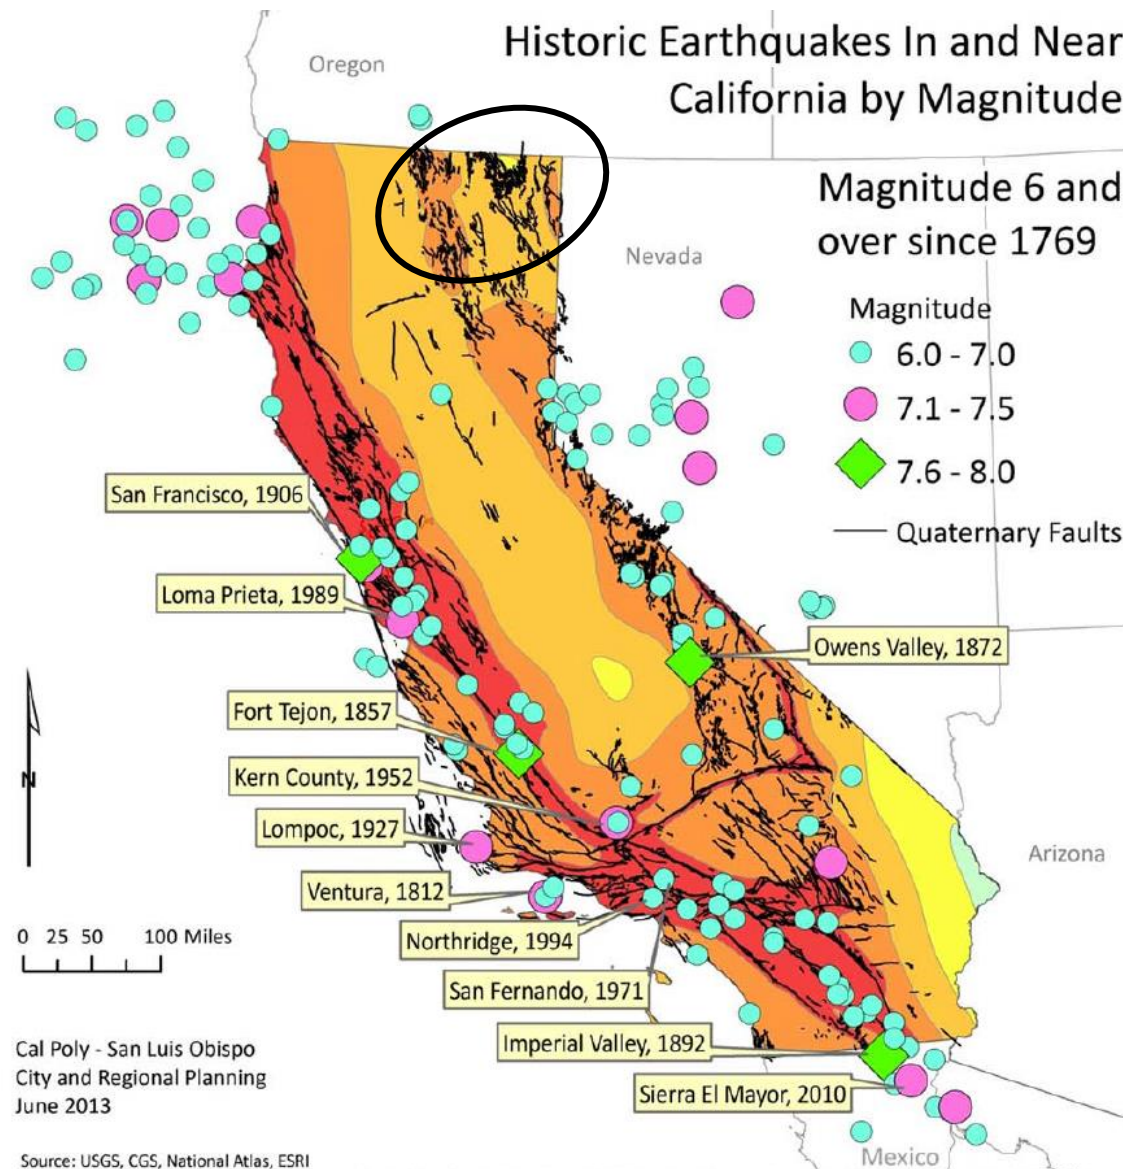 Historic Earthquakes In and Near
California by Magnitude
Oregon
Magnitude 6 and
over since 1769
Nevada
Magnitude
6.0 - 7.0
7.1 - 7.5
7.6 - 8.0
Quaternary Faults
San Francisco, 1906
Loma Prieta, 1989
Owens Valley, 1872
Fort Tejon, 1857
Kern County, 1952
Lompoc, 1927
Arizona
Ventura, 1812
Northridge, 1994
San Fernando, 1971
Imperial Valley, 1892
Sierra El Mayor, 2010
Mexico
N
0 25 50 100 Miles
Cal Poly - San Luis Obispo
City and Regional Planning
June 2013
Source: USGS, CGS, National Atlas, ESRI